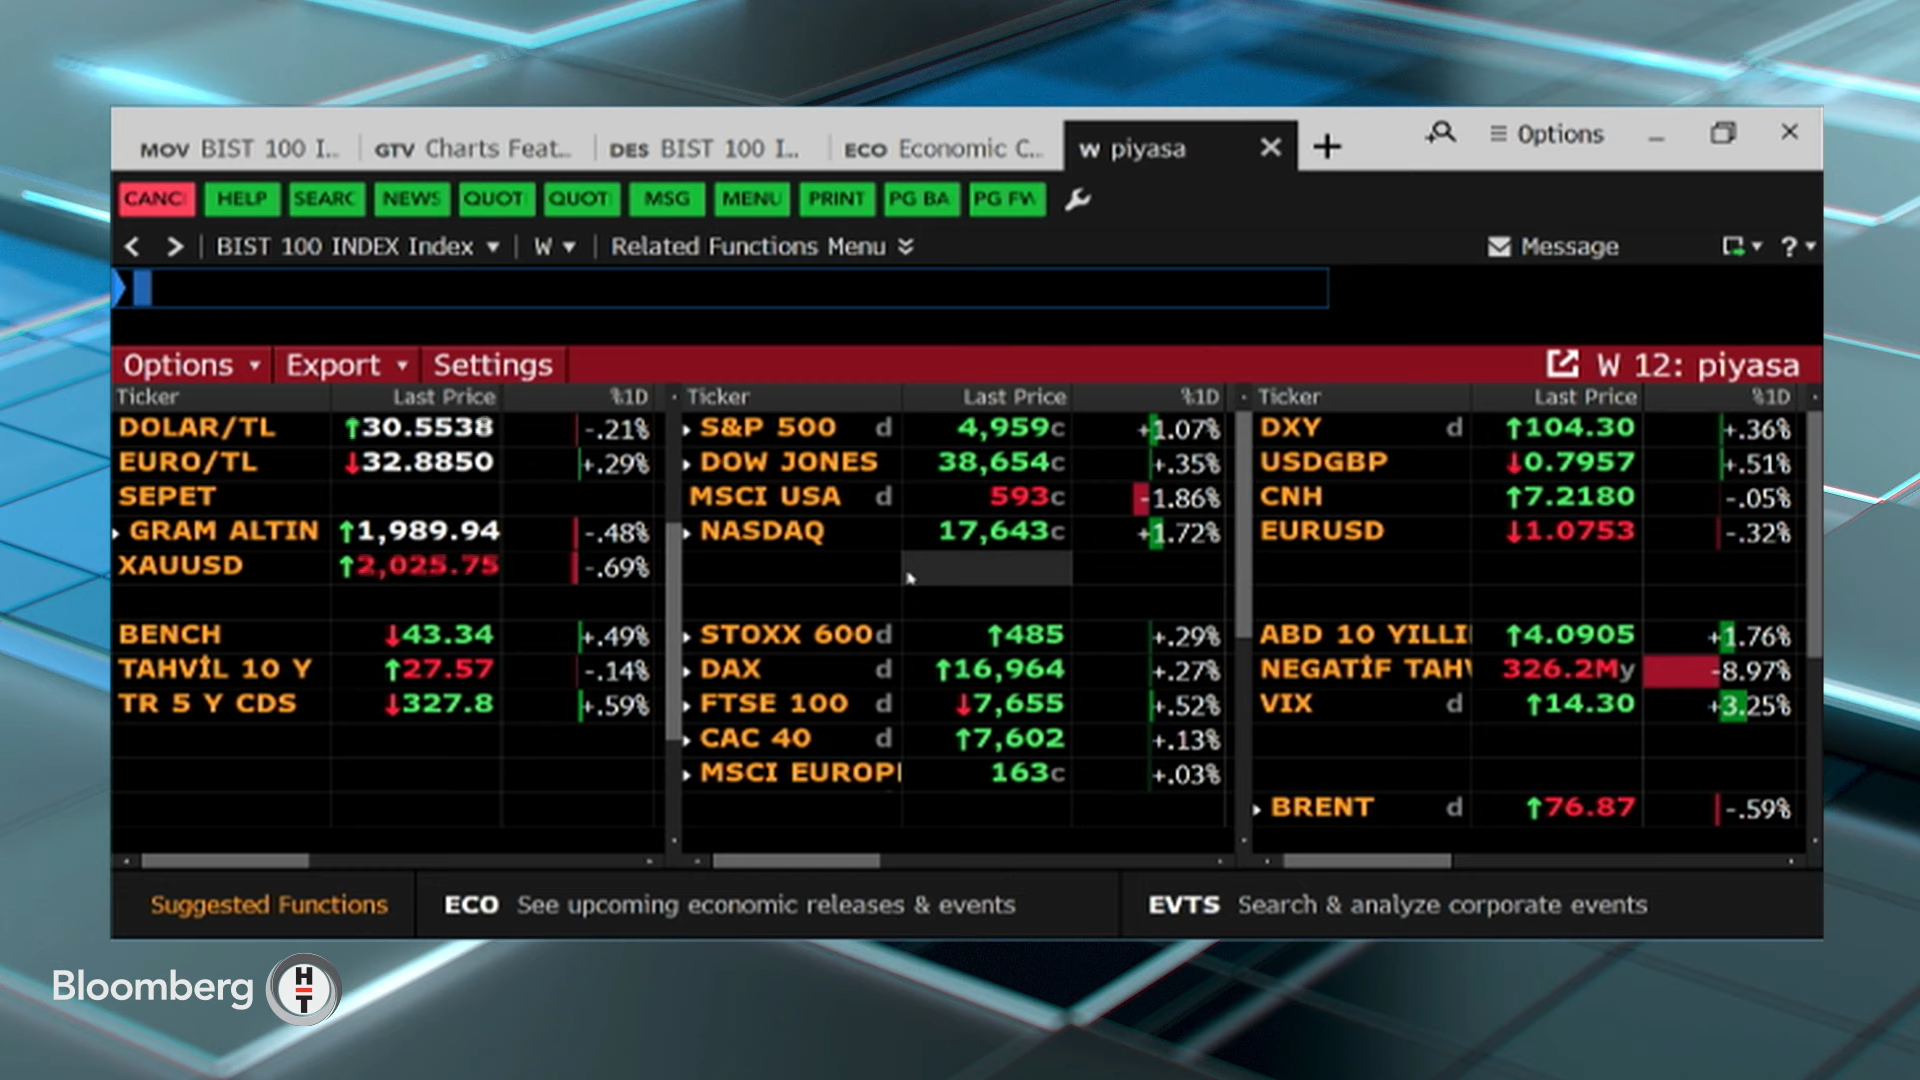 MOV BIST 100 I... GTV Charts Feat... DES BIST 100 I... ECO Economic C... W piyasa Options
CANC HELP SEARC NEWS QUOT QUOT MSG MENU PRINT PG BA PG FW
BIST 100 INDEX Index W Related Functions Menu Message ?
Options Export Settings W 12: piyasa
Ticker Last Price %1D Ticker Last Price %1D Ticker Last Price %1D
DOLAR/TL ↑30.5538 -.21% S&P 500 d 4,959c +1.07% DXY d ↑104.30 +.36%
EURO/TL ↓32.8850 +.29% DOW JONES 38,654c +.35% USDGBP ↓0.7957 +.51%
SEPET MSCI USA d 593c -1.86% CNH ↑7.2180 -.05%
GRAM ALTIN ↑1,989.94 -.48% NASDAQ 17,643c +1.72% EURUSD ↓1.0753 -.32%
XAUUSD ↑2,025.75 -.69%
BENCH ↓43.34 +.49% STOXX 600d ↑485 +.29% ABD 10 YILLI ↑4.0905 +1.76%
TAHVİL 10 Y ↑27.57 -.14% DAX d ↑16,964 +.27% NEGATİF TAHV 326.2My -8.97%
TR 5 Y CDS ↓327.8 +.59% FTSE 100 d ↓7,655 +.52% VIX d ↑14.30 +3.25%
CAC 40 d ↑7,602 +.13%
MSCI EUROPE 163c +.03%
BRENT d ↑76.87 -.59%
Suggested Functions ECO See upcoming economic releases & events EVTS Search & analyze corporate events
Bloomberg HT